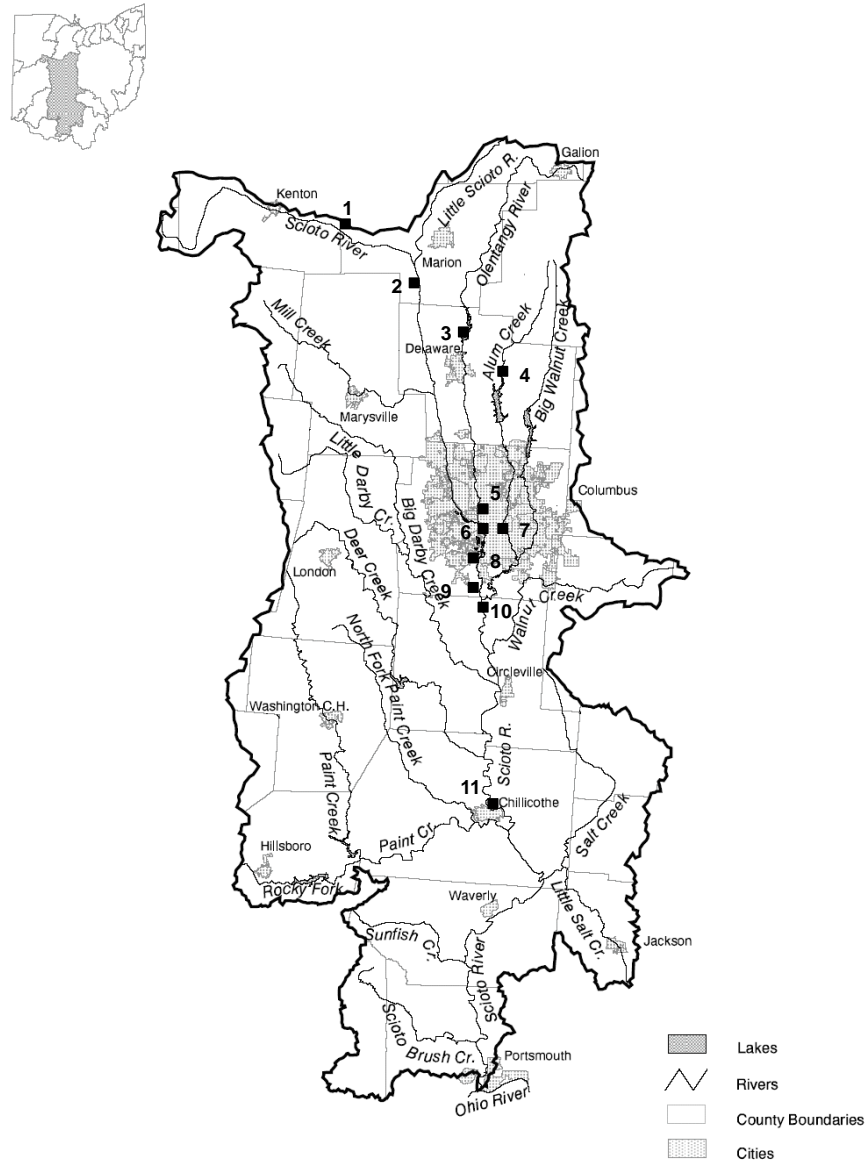 Galion
Little Scioto R.
Kenton
1
Olentangy River
Scioto River
Marion
2
Mill Creek
3
Alum Creek
Big Walnut Creek
Delaware
4
Marysville
Little Darby Cr.
Big Darby Creek
5
Columbus
6
7
Deer Creek
8
London
9
Walnut Creek
10
North Fork Paint Creek
Circleville
Washington C.H.
Scioto R.
Paint Creek
11
Chillicothe
Salt Creek
Paint Cr.
Hillsboro
Rocky Fork
Waverly
Little Salt Cr.
Sunfish Cr.
Jackson
Scioto River
Scioto Brush Cr.
Portsmouth
Ohio River
Lakes
Rivers
County Boundaries
Cities